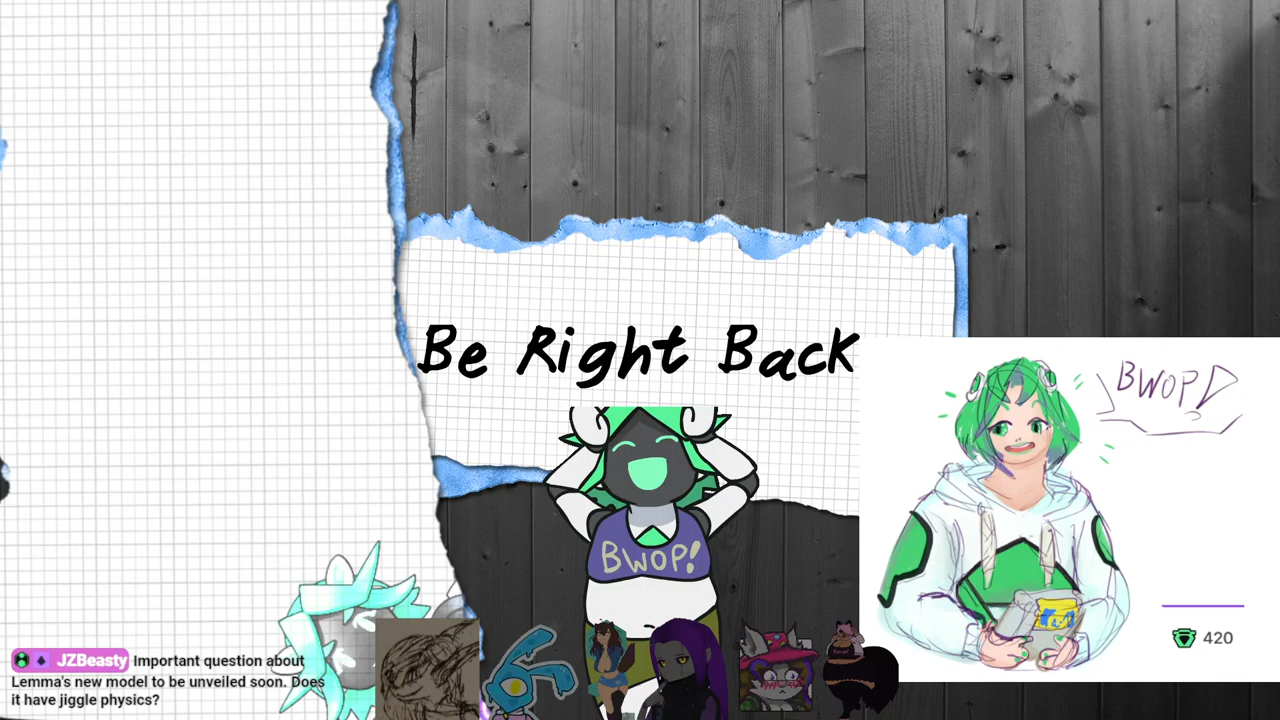 Be Right Back
BWOP
BWOP!
420
JZBeasty Important question about
Lemma's new model to be unveiled soon. Does
it have jiggle physics?